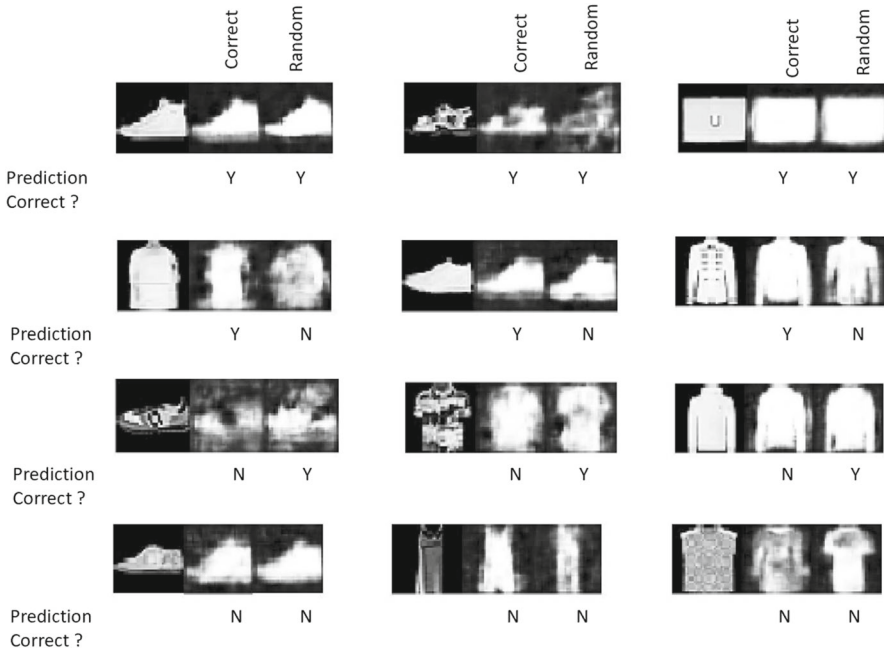 Correct Random Correct Random Correct Random
U
Prediction Y Y Y Y Y Y
Correct ?
Prediction Y N Y N Y N
Correct ?
Prediction N Y N Y N Y
Correct ?
Prediction N N N N N N
Correct ?